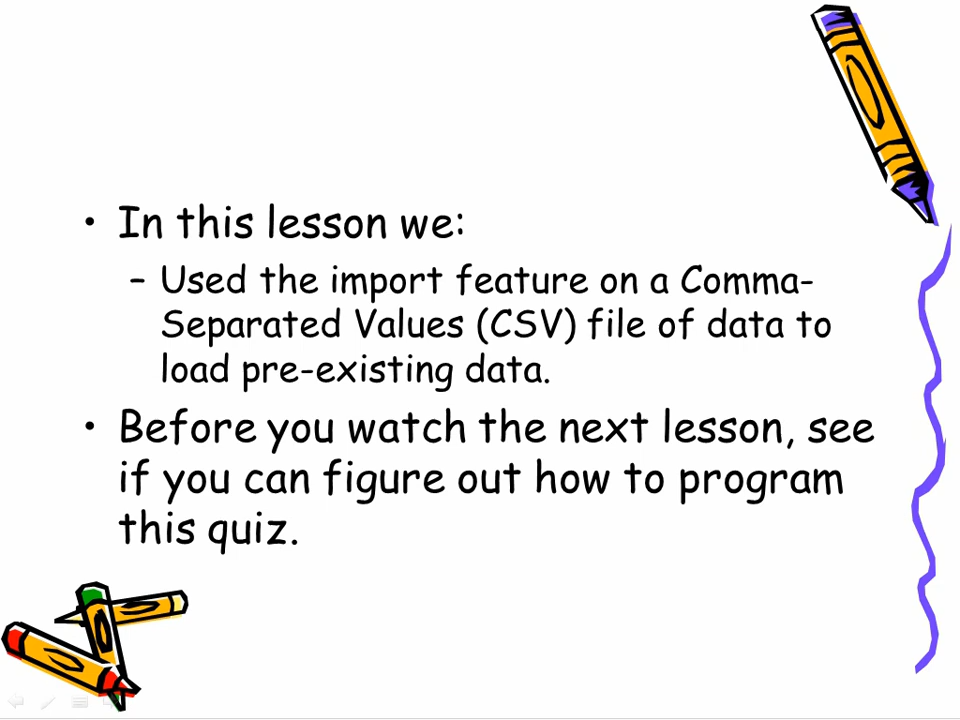 • In this lesson we:
– Used the import feature on a Comma-
Separated Values (CSV) file of data to
load pre-existing data.
• Before you watch the next lesson, see
if you can figure out how to program
this quiz.